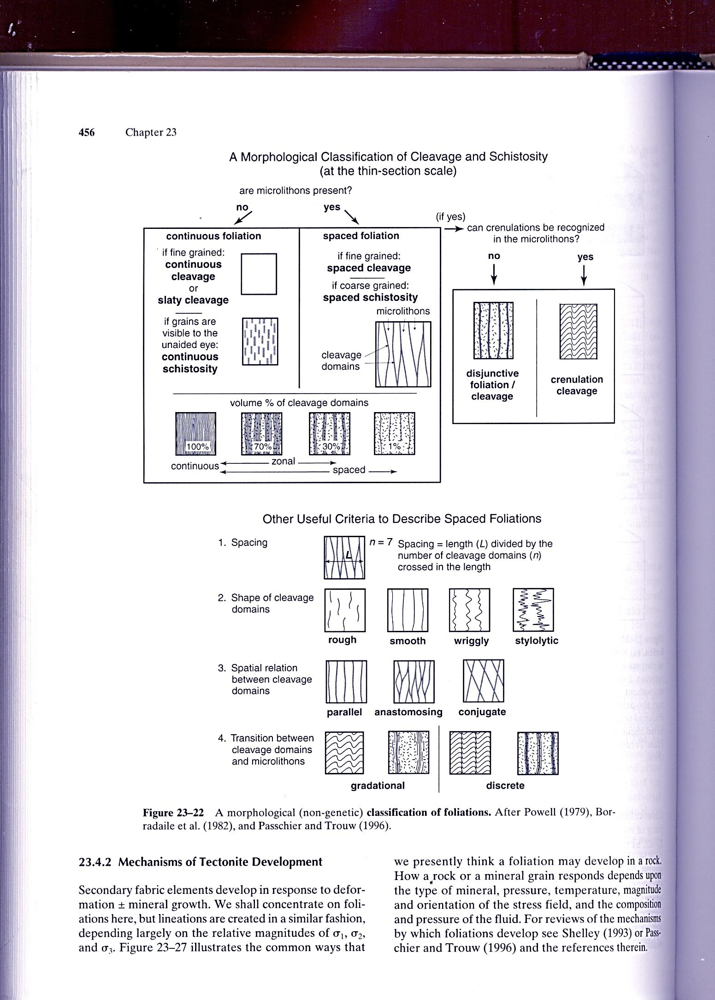 456 Chapter 23
A Morphological Classification of Cleavage and Schistosity
(at the thin-section scale)
are microlithons present?
no yes
(if yes)
can crenulations be recognized
in the microlithons?
no yes
continuous foliation
if fine grained:
continuous
cleavage
or
slaty cleavage
if grains are
visible to the
unaided eye:
continuous
schistosity
spaced foliation
if fine grained:
spaced cleavage
if coarse grained:
spaced schistosity
microlithons
cleavage
domains
disjunctive
foliation /
cleavage
crenulation
cleavage
volume % of cleavage domains
100% 70% 30% 1%
continuous zonal
spaced
Other Useful Criteria to Describe Spaced Foliations
1. Spacing
L
n = 7 Spacing = length (L) divided by the
number of cleavage domains (n)
crossed in the length
2. Shape of cleavage
domains
rough smooth wriggly stylolytic
3. Spatial relation
between cleavage
domains
parallel anastomosing conjugate
4. Transition between
cleavage domains
and microlithons
gradational discrete
Figure 23–22 A morphological (non-genetic) classification of foliations. After Powell (1979), Bor-
radaile et al. (1982), and Passchier and Trouw (1996).
23.4.2 Mechanisms of Tectonite Development
Secondary fabric elements develop in response to defor-
mation ± mineral growth. We shall concentrate on foli-
ations here, but lineations are created in a similar fashion,
depending largely on the relative magnitudes of σ₁, σ₂,
and σ₃. Figure 23–27 illustrates the common ways that
we presently think a foliation may develop in a rock.
How a rock or a mineral grain responds depends upon
the type of mineral, pressure, temperature, magnitude
and orientation of the stress field, and the composition
and pressure of the fluid. For reviews of the mechanisms
by which foliations develop see Shelley (1993) or Pass-
chier and Trouw (1996) and the references therein.